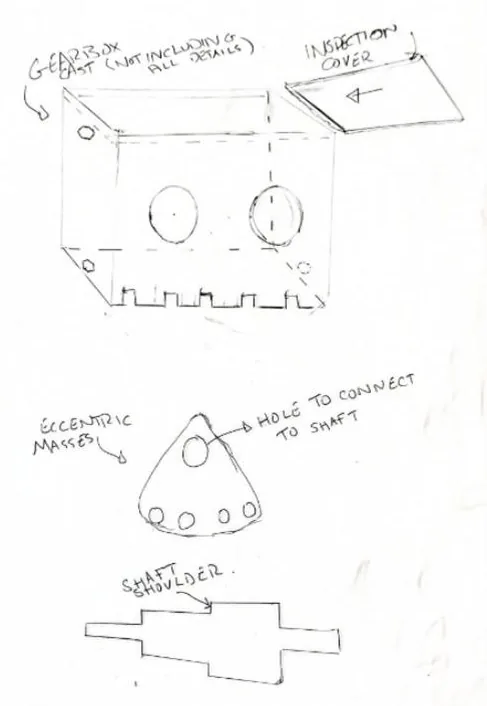 GEARBOX
CAST (NOT INCLUDING
ALL DETAILS)
INSPECTION
COVER
ECCENTRIC
MASSES
HOLE TO CONNECT
TO SHAFT
SHAFT
SHOULDER.